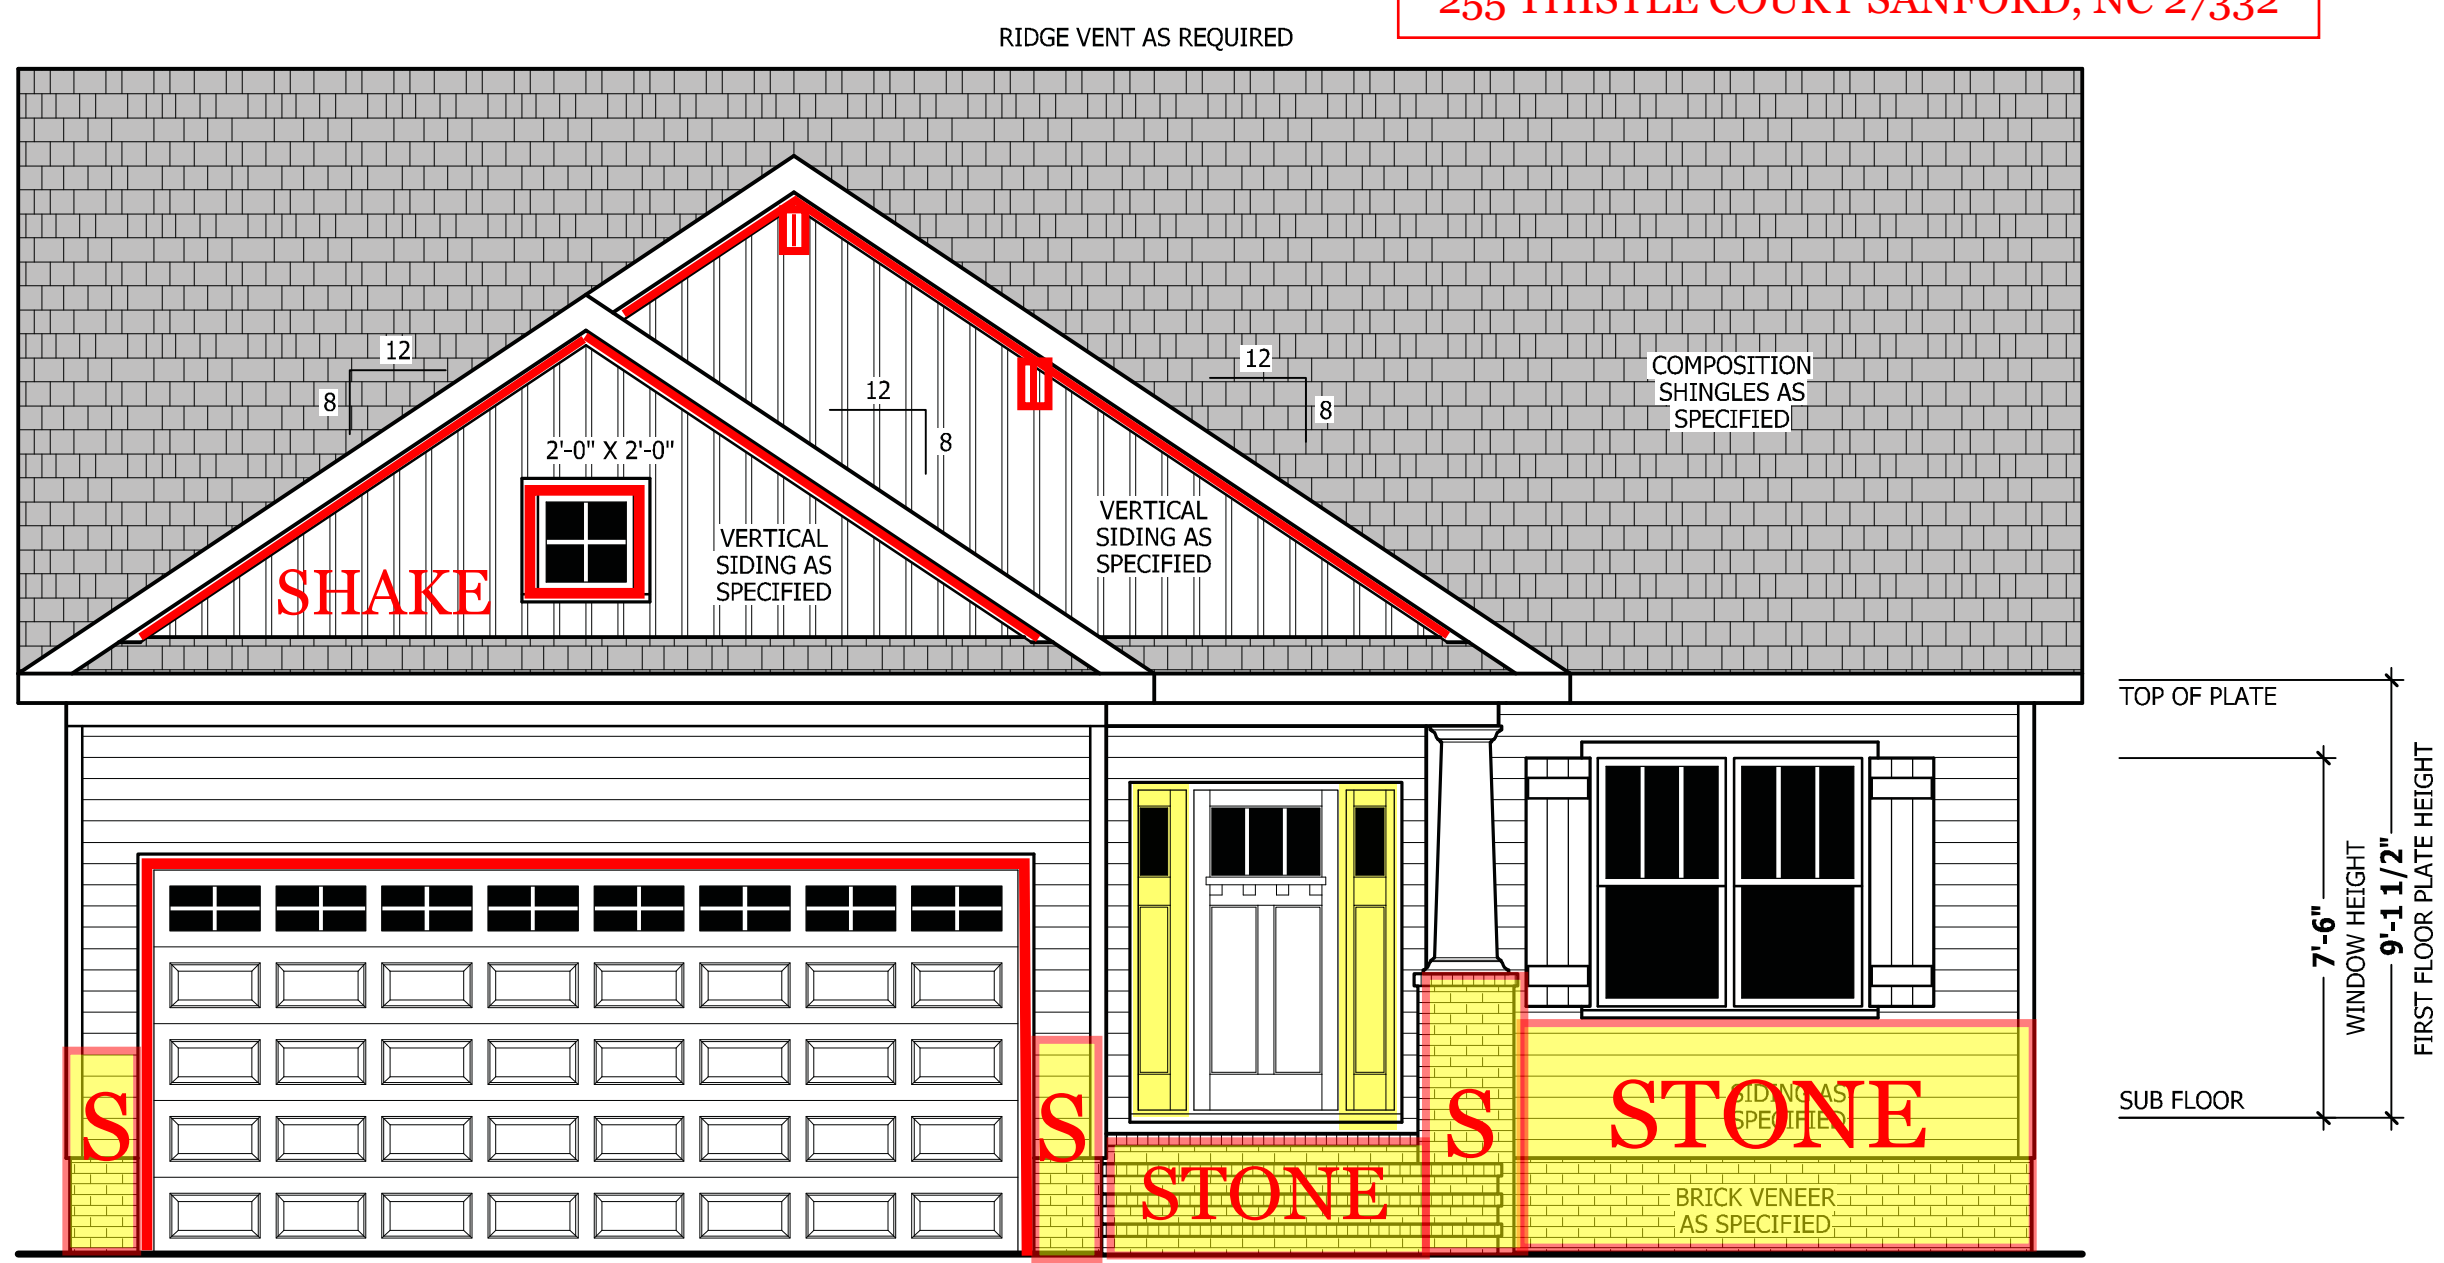 255 THISTLE COURT SANFORD, NC 27332
RIDGE VENT AS REQUIRED
12
8
12
8
12
8
COMPOSITION
SHINGLES AS
SPECIFIED
2'-0" X 2'-0"
VERTICAL
SIDING AS
SPECIFIED
VERTICAL
SIDING AS
SPECIFIED
SHAKE
TOP OF PLATE
7'-6"
WINDOW HEIGHT
9'-1 1/2"
FIRST FLOOR PLATE HEIGHT
SUB FLOOR
S
S
STONE
S
STONE
SIDING AS
SPECIFIED
BRICK VENEER
AS SPECIFIED